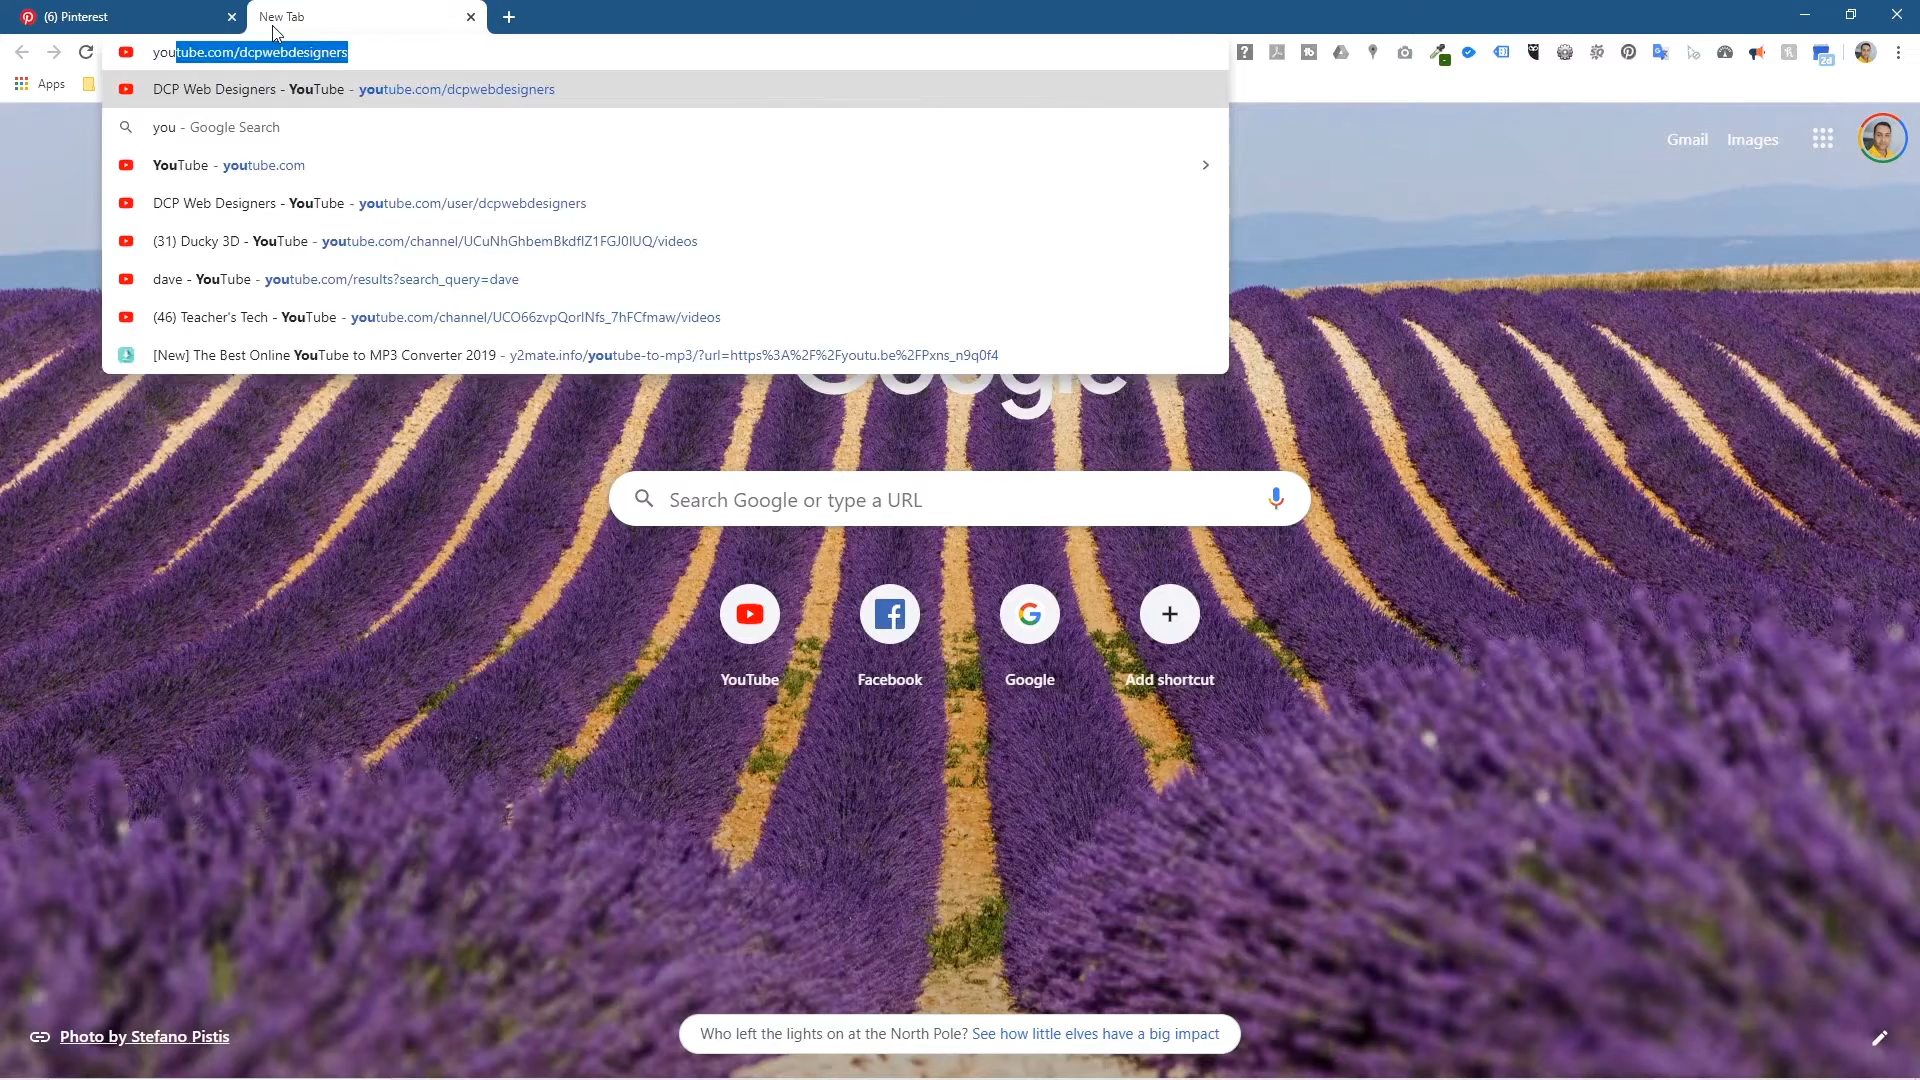 (6) Pinterest
New Tab
youtube.com/dcpwebdesigners
Apps
DCP Web Designers - YouTube - youtube.com/dcpwebdesigners
you - Google Search
YouTube - youtube.com
DCP Web Designers - YouTube - youtube.com/user/dcpwebdesigners
(31) Ducky 3D - YouTube - youtube.com/channel/UCuNhGhbemBkdflZ1FGJ0lUQ/videos
dave - YouTube - youtube.com/results?search_query=dave
(46) Teacher's Tech - YouTube - youtube.com/channel/UCO66zvpQorINfs_7hFCfmaw/videos
[New] The Best Online YouTube to MP3 Converter 2019 - y2mate.info/youtube-to-mp3/?url=https%3A%2F%2Fyoutu.be%2FPxns_n9q0f4
2d
Gmail Images
Google
Search Google or type a URL
YouTube
Facebook
Google
Add shortcut
Photo by Stefano Pistis
Who left the lights on at the North Pole? See how little elves have a big impact